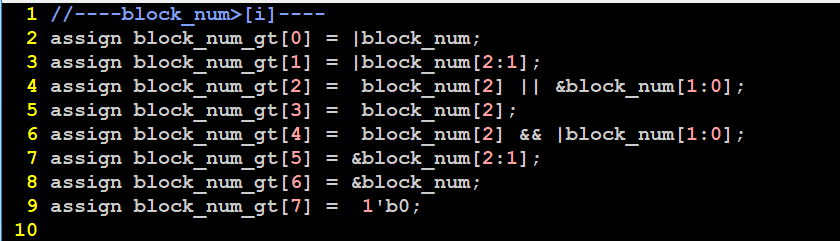 1 //----block_num>[i]----
2 assign block_num_gt[0] = |block_num;
3 assign block_num_gt[1] = |block_num[2:1];
4 assign block_num_gt[2] =  block_num[2] || &block_num[1:0];
5 assign block_num_gt[3] =  block_num[2];
6 assign block_num_gt[4] =  block_num[2] && |block_num[1:0];
7 assign block_num_gt[5] = &block_num[2:1];
8 assign block_num_gt[6] = &block_num;
9 assign block_num_gt[7] =  1'b0;
10